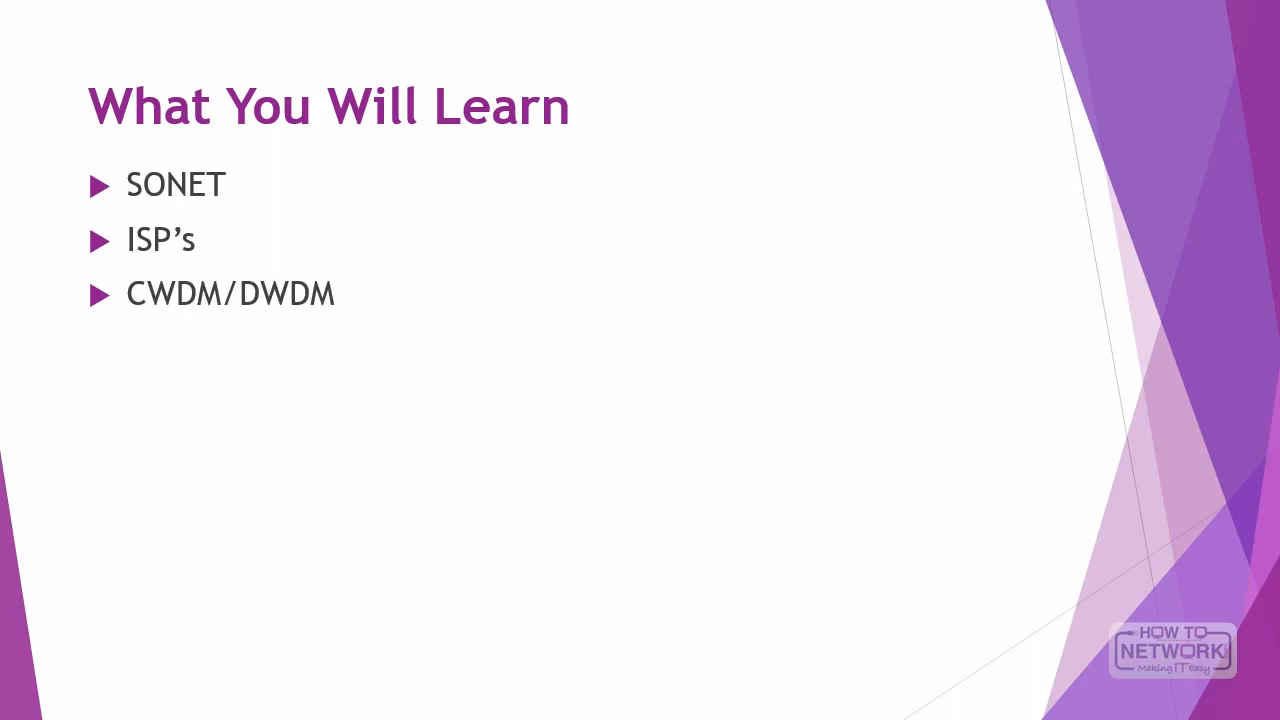 What You Will Learn
SONET
ISP’s
CWDM/DWDM
HOW TO
NETWORK
Making IT Easy